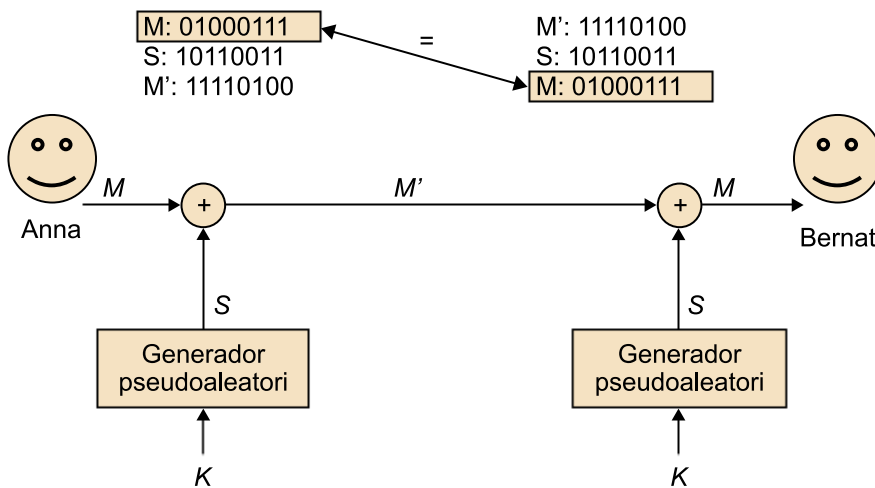 M: 01000111
S: 10110011
M’: 11110100
=
M’: 11110100
S: 10110011
M: 01000111
Anna
M
+
M’
+
M
Bernat
S
S
Generador
pseudoaleatori
Generador
pseudoaleatori
K
K